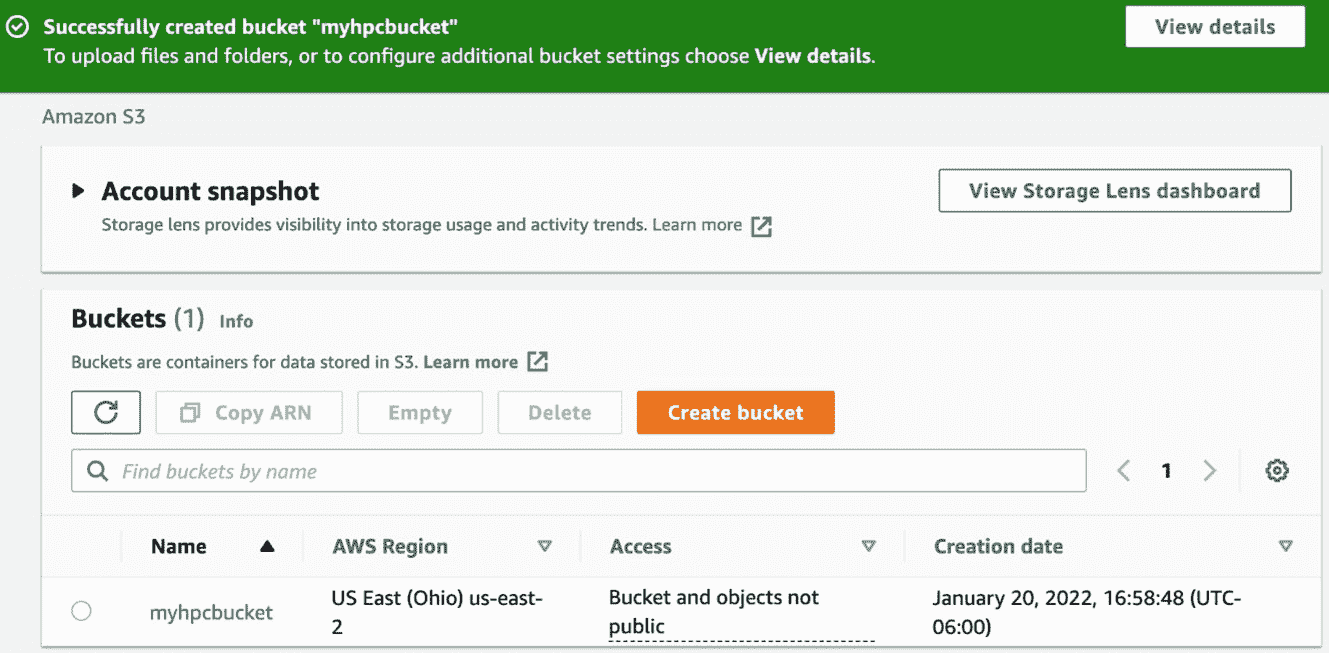 Successfully created bucket "myhpcbucket"
View details
To upload files and folders, or to configure additional bucket settings choose View details.
Amazon S3
Account snapshot
View Storage Lens dashboard
Storage lens provides visibility into storage usage and activity trends. Learn more
Buckets (1) Info
Buckets are containers for data stored in S3. Learn more
Copy ARN Empty Delete Create bucket
Find buckets by name
1
Name AWS Region Access Creation date
myhpcbucket
US East (Ohio) us-east-
2
Bucket and objects not
public
January 20, 2022, 16:58:48 (UTC-
06:00)